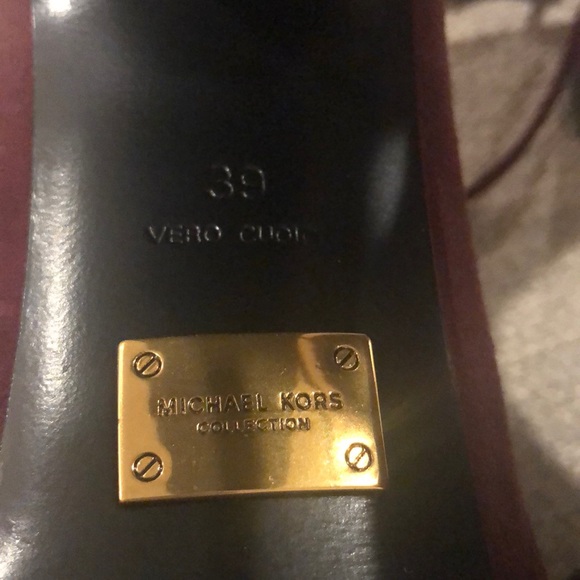 39
VERO CUOIO
MICHAEL KORS
COLLECTION